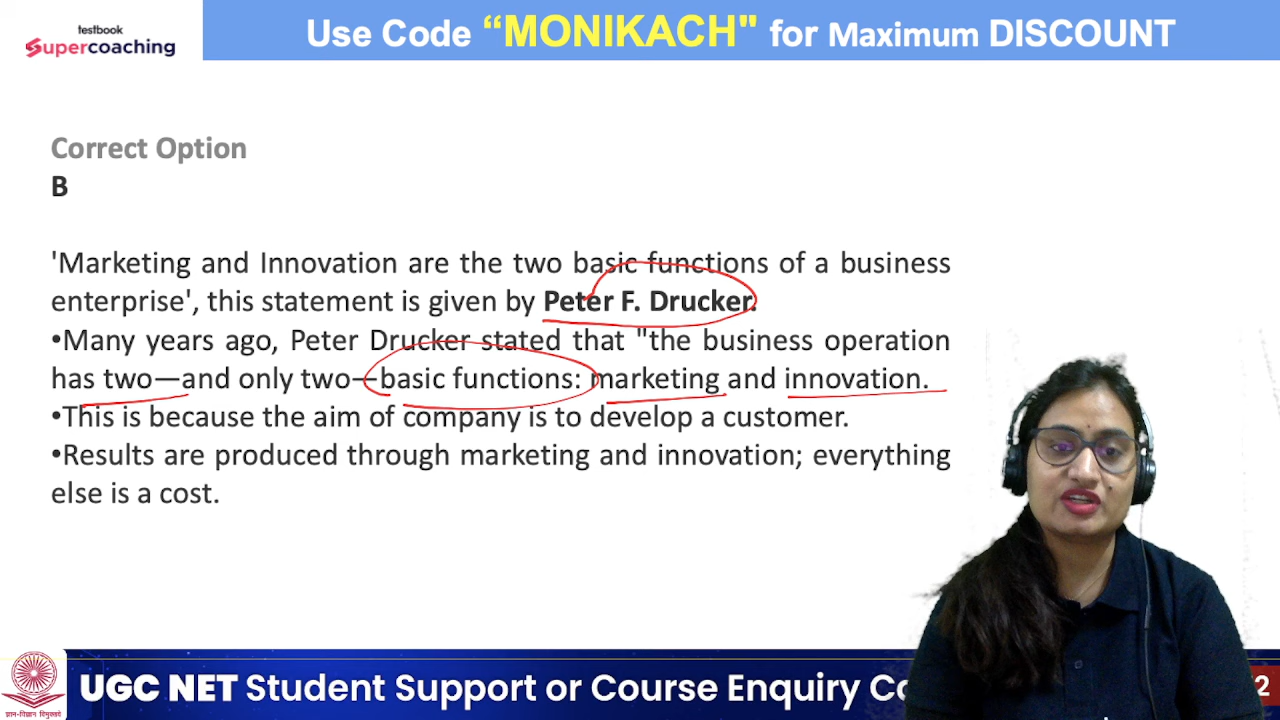 testbook
Supercoaching
Use Code “MONIKACH" for Maximum DISCOUNT
Correct Option
B
'Marketing and Innovation are the two basic functions of a business
enterprise', this statement is given by Peter F. Drucker.
•Many years ago, Peter Drucker stated that "the business operation
has two—and only two—basic functions: marketing and innovation.
•This is because the aim of company is to develop a customer.
•Results are produced through marketing and innovation; everything
else is a cost.
UGC NET Student Support or Course Enquiry Co
2